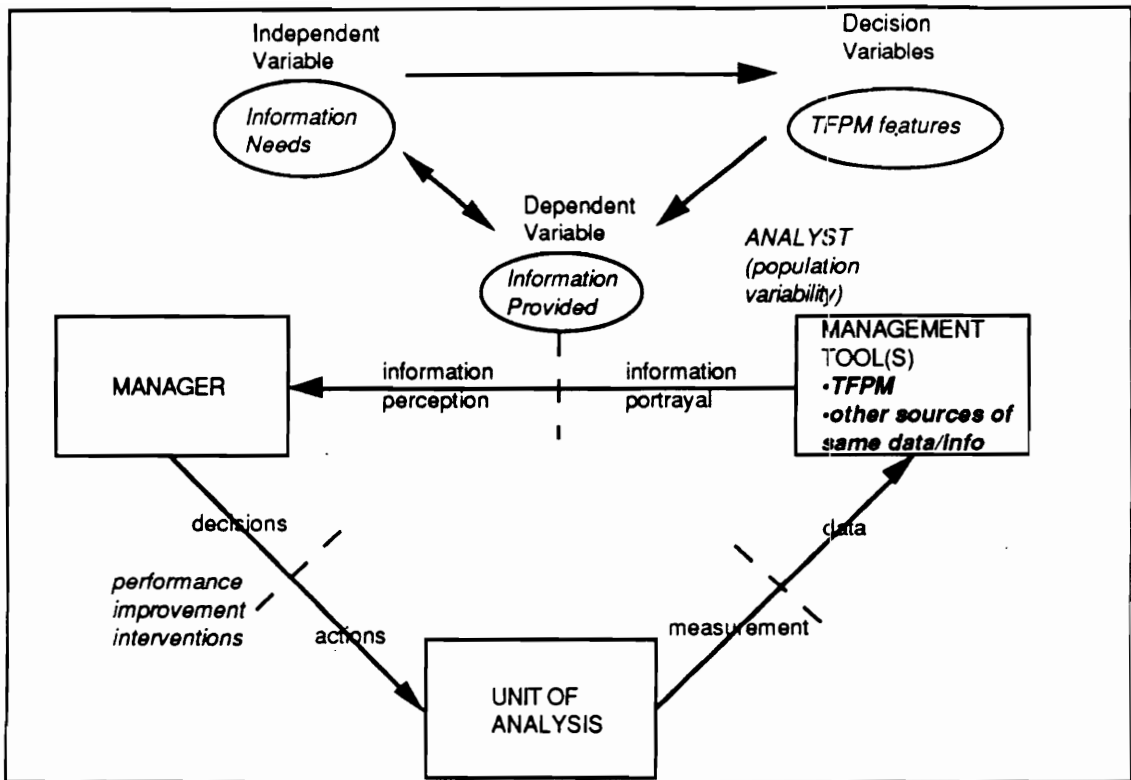 Independent
Variable
Decision
Variables
Information
Needs
TFPM features
Dependent
Variable
Information
Provided
ANALYST
(population
variability)
MANAGER
information
perception
information
portrayal
MANAGEMENT
TOOL(S)
•TFPM
•other sources of
same data/info
decisions
data
performance
improvement
interventions
actions
measurement
UNIT OF
ANALYSIS